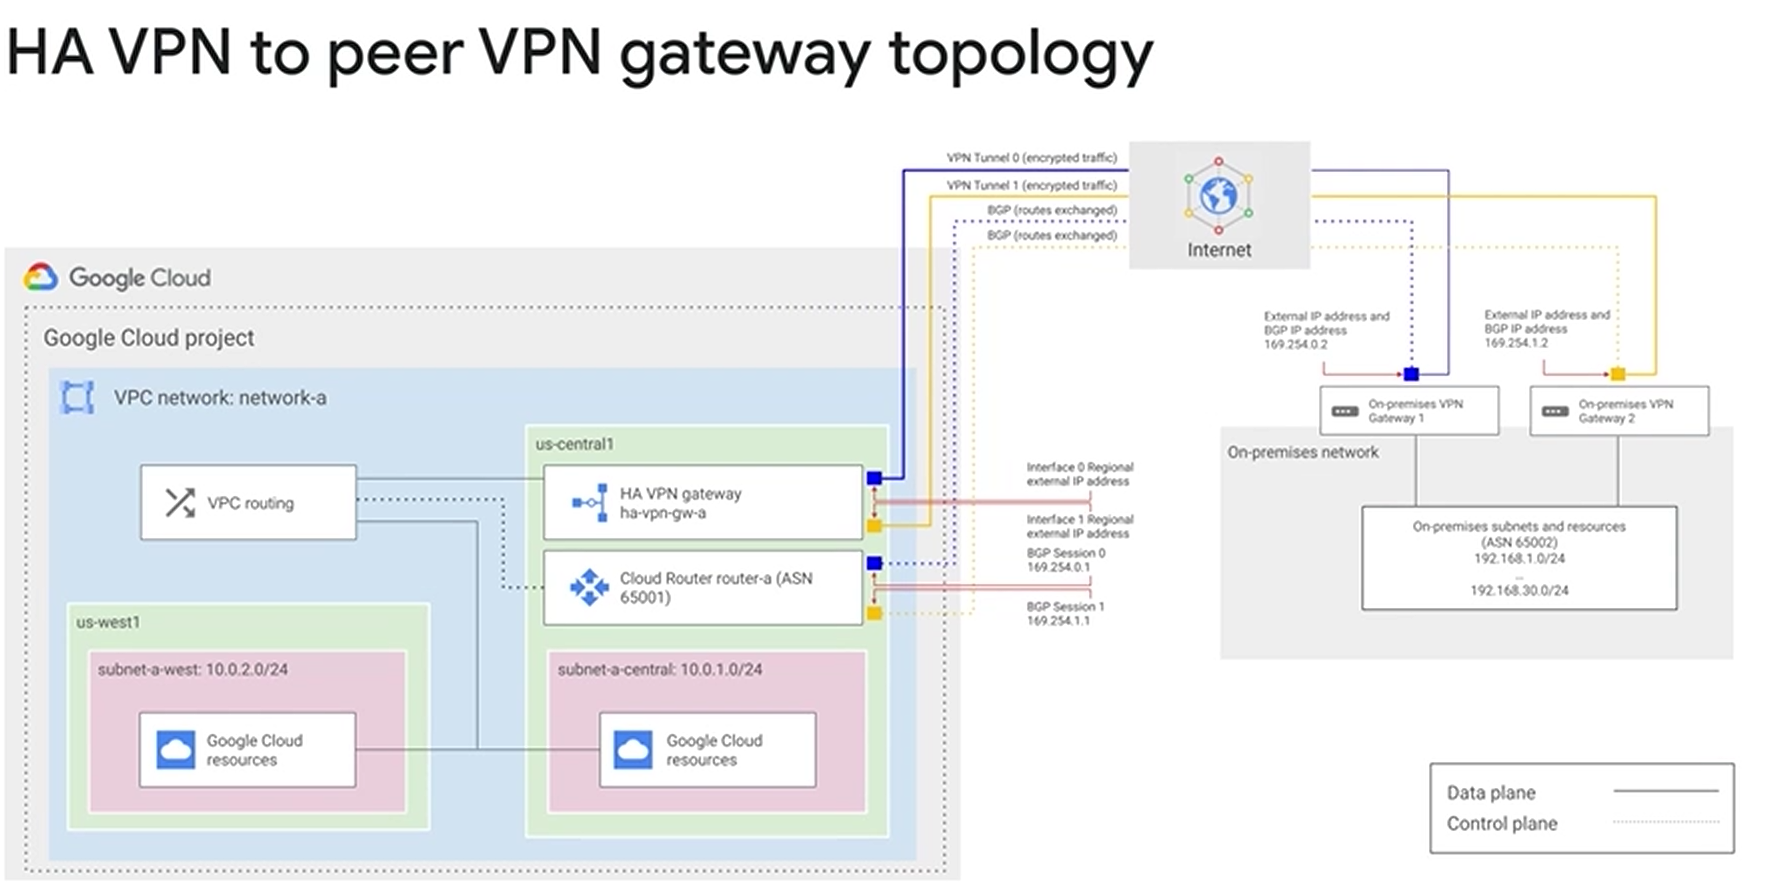 HA VPN to peer VPN gateway topology
VPN Tunnel 0 (encrypted traffic)
VPN Tunnel 1 (encrypted traffic)
BGP (routes exchanged)
BGP (routes exchanged)
Internet
Google Cloud
Google Cloud project
VPC network: network-a
us-central1
VPC routing
HA VPN gateway
ha-vpn-gw-a
Cloud Router router-a (ASN
65001)
us-west1
subnet-a-west: 10.0.2.0/24
Google Cloud
resources
subnet-a-central: 10.0.1.0/24
Google Cloud
resources
Interface 0 Regional
external IP address
Interface 1 Regional
external IP address
BGP Session 0
169.254.0.1
BGP Session 1
169.254.1.1
External IP address and
BGP IP address
169.254.0.2
External IP address and
BGP IP address
169.254.1.2
On-premises VPN
Gateway 1
On-premises VPN
Gateway 2
On-premises network
On-premises subnets and resources
(ASN 65002)
192.168.1.0/24
...
192.168.30.0/24
Data plane
Control plane